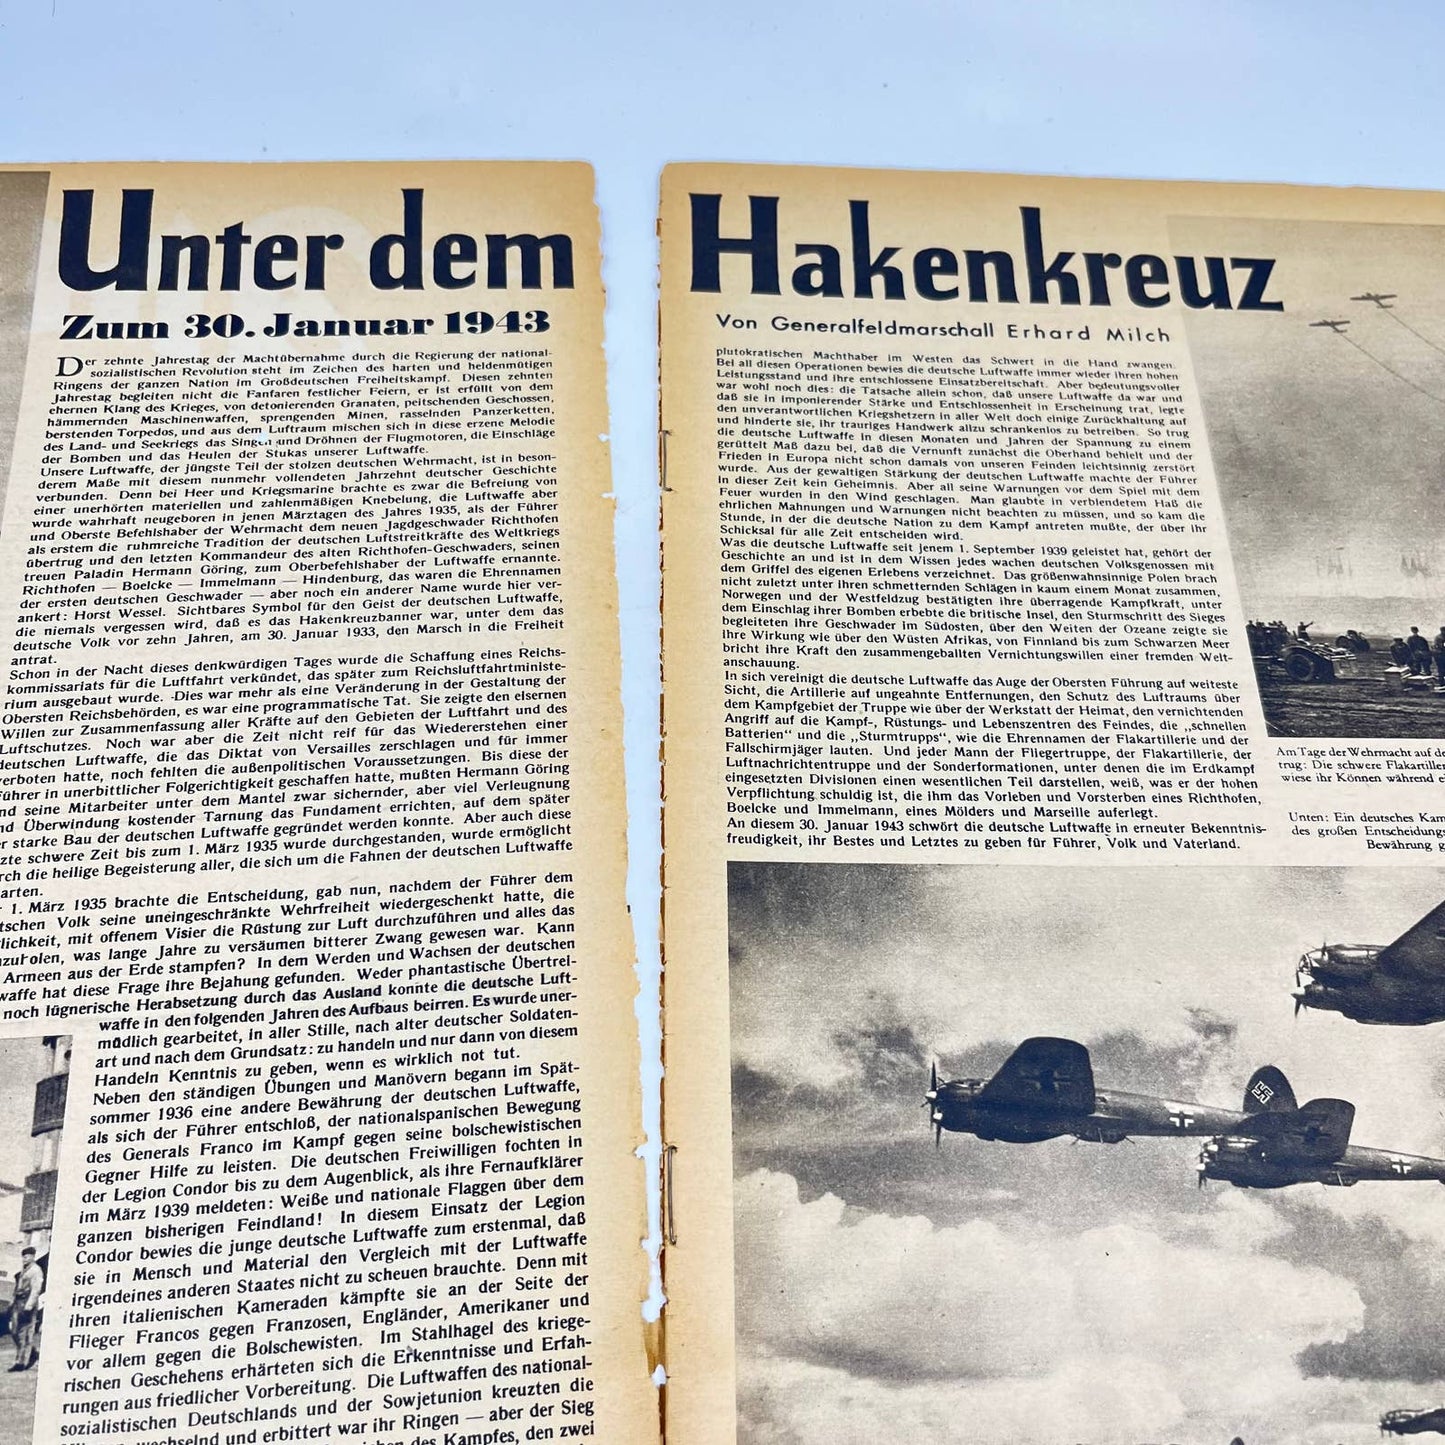 Unter dem
Zum 30. Januar 1943
Der zehnte Jahrestag der Machtübernahme durch die Regierung der national-
sozialistischen Revolution steht im Zeichen des harten und heldenmütigen
Ringens der ganzen Nation im Großdeutschen Freiheitskampf. Diesen zehnten
Jahrestag begleiten nicht die Fanfaren festlicher Feiern, er ist erfüllt von dem
ehernen Klang des Krieges, von detonierenden Granaten, peitschenden Geschossen,
hämmernden Maschinenwaffen, sprengenden Minen, rasselnden Panzerketten,
berstenden Torpedos, und aus dem Luftraum mischen sich in diese erzene Melodie
des Land- und Seekriegs das Singen und Dröhnen der Flugmotoren, die Einschläge
der Bomben und das Heulen der Stukas unserer Luftwaffe.
Unsere Luftwaffe, der jüngste Teil der stolzen deutschen Wehrmacht, ist in beson-
derem Maße mit diesem nunmehr vollendeten Jahrzehnt deutscher Geschichte
verbunden. Denn bei Heer und Kriegsmarine brachte es zwar die Befreiung von
einer unerhörten materiellen und zahlenmäßigen Knebelung, die Luftwaffe aber
wurde wahrhaft neugeboren in jenen Märztagen des Jahres 1935, als der Führer
und Oberste Befehlshaber der Wehrmacht dem neuen Jagdgeschwader Richthofen
als erstem die ruhmreiche Tradition der deutschen Luftstreitkräfte des Weltkriegs
übertrug und den letzten Kommandeur des alten Richthofen-Geschwaders, seinen
treuen Paladin Hermann Göring, zum Oberbefehlshaber der Luftwaffe ernannte.
Richthofen — Boelcke — Immelmann — Hindenburg, das waren die Ehrennamen
der ersten deutschen Geschwader — aber noch ein anderer Name wurde hier ver-
ankert: Horst Wessel. Sichtbares Symbol für den Geist der deutschen Luftwaffe,
die niemals vergessen wird, daß es das Hakenkreuzbanner war, unter dem das
deutsche Volk vor zehn Jahren, am 30. Januar 1933, den Marsch in die Freiheit
antrat.
Schon in der Nacht dieses denkwürdigen Tages wurde die Schaffung eines Reichs-
kommissariats für die Luftfahrt verkündet, das später zum Reichsluftfahrtministe-
rium ausgebaut wurde. Dies war mehr als eine Veränderung in der Gestaltung der
Obersten Reichsbehörden, es war eine programmatische Tat. Sie zeigte den eisernen
Willen zur Zusammenfassung aller Kräfte auf den Gebieten der Luftfahrt und des
Luftschutzes. Noch war aber die Zeit nicht reif für das Wiedererstehen einer
deutschen Luftwaffe, die das Diktat von Versailles zerschlagen und für immer
verboten hatte, noch fehlten die außenpolitischen Voraussetzungen. Bis diese der
Führer in unerbittlicher Folgerichtigkeit geschaffen hatte, mußten Hermann Göring
nd seine Mitarbeiter unter dem Mantel zwar sichernder, aber viel Verleugnung
nd Überwindung kostender Tarnung das Fundament errichten, auf dem später
r starke Bau der deutschen Luftwaffe gegründet werden konnte. Aber auch diese
zte schwere Zeit bis zum 1. März 1935 wurde durchgestanden, wurde ermöglicht
rch die heilige Begeisterung aller, die sich um die Fahnen der deutschen Luftwaffe
arten.
1. März 1935 brachte die Entscheidung, gab nun, nachdem der Führer dem
tschen Volk seine uneingeschränkte Wehrfreiheit wiedergeschenkt hatte, die
lichkeit, mit offenem Visier die Rüstung zur Luft durchzuführen und alles das
zuholen, was lange Jahre zu versäumen bitterer Zwang gewesen war. Kann
Armeen aus der Erde stampfen? In dem Werden und Wachsen der deutschen
waffe hat diese Frage ihre Bejahung gefunden. Weder phantastische Übertrei-
noch lügnerische Herabsetzung durch das Ausland konnte die deutsche Luft-
waffe in den folgenden Jahren des Aufbaus beirren. Es wurde uner-
müdlich gearbeitet, in aller Stille, nach alter deutscher Soldaten-
art und nach dem Grundsatz: zu handeln und nur dann von diesem
Handeln Kenntnis zu geben, wenn es wirklich not tut.
Neben den ständigen Übungen und Manövern begann im Spät-
sommer 1936 eine andere Bewährung der deutschen Luftwaffe,
als sich der Führer entschloß, der nationalspanischen Bewegung
des Generals Franco im Kampf gegen seine bolschewistischen
Gegner Hilfe zu leisten. Die deutschen Freiwilligen fochten in
der Legion Condor bis zu dem Augenblick, als ihre Fernaufklärer
im März 1939 meldeten: Weiße und nationale Flaggen über dem
ganzen bisherigen Feindland! In diesem Einsatz der Legion
Condor bewies die junge deutsche Luftwaffe zum erstenmal, daß
sie in Mensch und Material den Vergleich mit der Luftwaffe
irgendeines anderen Staates nicht zu scheuen brauchte. Denn mit
ihren italienischen Kameraden kämpfte sie an der Seite der
Flieger Francos gegen Franzosen, Engländer, Amerikaner und
vor allem gegen die Bolschewisten. Im Stahlhagel des kriege-
rischen Geschehens erhärteten sich die Erkenntnisse und Erfah-
rungen aus friedlicher Vorbereitung. Die Luftwaffen des national-
sozialistischen Deutschlands und der Sowjetunion kreuzten die
wechselnd und erbittert war ihr Ringen — aber der Sieg
des Kampfes, den zwei
Hakenkreuz
Von Generalfeldmarschall Erhard Milch
plutokratischen Machthaber im Westen das Schwert in die Hand zwangen.
Bei all diesen Operationen bewies die deutsche Luftwaffe immer wieder ihren hohen
Leistungsstand und ihre entschlossene Einsatzbereitschaft. Aber bedeutungsvoller
war wohl noch dies: die Tatsache allein schon, daß unsere Luftwaffe da war und
daß sie in imponierender Stärke und Entschlossenheit in Erscheinung trat, legte
den unverantwortlichen Kriegshetzern in aller Welt doch einige Zurückhaltung auf
und hinderte sie, ihr trauriges Handwerk allzu schrankenlos zu betreiben. So trug
die deutsche Luftwaffe in diesen Monaten und Jahren der Spannung zu einem
gerüttelt Maß dazu bei, daß die Vernunft zunächst die Oberhand behielt und der
Frieden in Europa nicht schon damals von unseren Feinden leichtsinnig zerstört
wurde. Aus der gewaltigen Stärkung der deutschen Luftwaffe machte der Führer
in dieser Zeit kein Geheimnis. Aber all seine Warnungen vor dem Spiel mit dem
Feuer wurden in den Wind geschlagen. Man glaubte in verblendetem Haß die
ehrlichen Mahnungen und Warnungen nicht beachten zu müssen, und so kam die
Stunde, in der die deutsche Nation zu dem Kampf antreten mußte, der über ihr
Schicksal für alle Zeit entscheiden wird.
Was die deutsche Luftwaffe seit jenem 1. September 1939 geleistet hat, gehört der
Geschichte an und ist in dem Wissen jedes wachen deutschen Volksgenossen mit
dem Griffel des eigenen Erlebens verzeichnet. Das größenwahnsinnige Polen brach
nicht zuletzt unter ihren schmetternden Schlägen in kaum einem Monat zusammen,
Norwegen und der Westfeldzug bestätigten ihre überragende Kampfkraft, unter
dem Einschlag ihrer Bomben erbebte die britische Insel, den Sturmschritt des Sieges
begleiteten ihre Geschwader im Südosten, über den Weiten der Ozeane zeigte sie
ihre Wirkung wie über den Wüsten Afrikas, von Finnland bis zum Schwarzen Meer
bricht ihre Kraft den zusammengeballten Vernichtungswillen einer fremden Welt-
anschauung.
In sich vereinigt die deutsche Luftwaffe das Auge der Obersten Führung auf weiteste
Sicht, die Artillerie auf ungeahnte Entfernungen, den Schutz des Luftraums über
dem Kampfgebiet der Truppe wie über der Werkstatt der Heimat, den vernichtenden
Angriff auf die Kampf-, Rüstungs- und Lebenszentren des Feindes, die „schnellen
Batterien“ und die „Sturmtrupps“, wie die Ehrennamen der Flakartillerie und der
Fallschirmjäger lauten. Und jeder Mann der Fliegertruppe, der Flakartillerie, der
Luftnachrichtentruppe und der Sonderformationen, unter denen die im Erdkampf
eingesetzten Divisionen einen wesentlichen Teil darstellen, weiß, was er der hohen
Verpflichtung schuldig ist, die ihm das Vorleben und Vorsterben eines Richthofen,
Boelcke und Immelmann, eines Mölders und Marseille auferlegt.
An diesem 30. Januar 1943 schwört die deutsche Luftwaffe in erneuter Bekenntnis-
freudigkeit, ihr Bestes und Letztes zu geben für Führer, Volk und Vaterland.
Am Tage der Wehrmacht auf de
trug: Die schwere Flakartiller
wiese ihr Können während e
Unten: Ein deutsches Kam
des großen Entscheidungs
Bewährung g